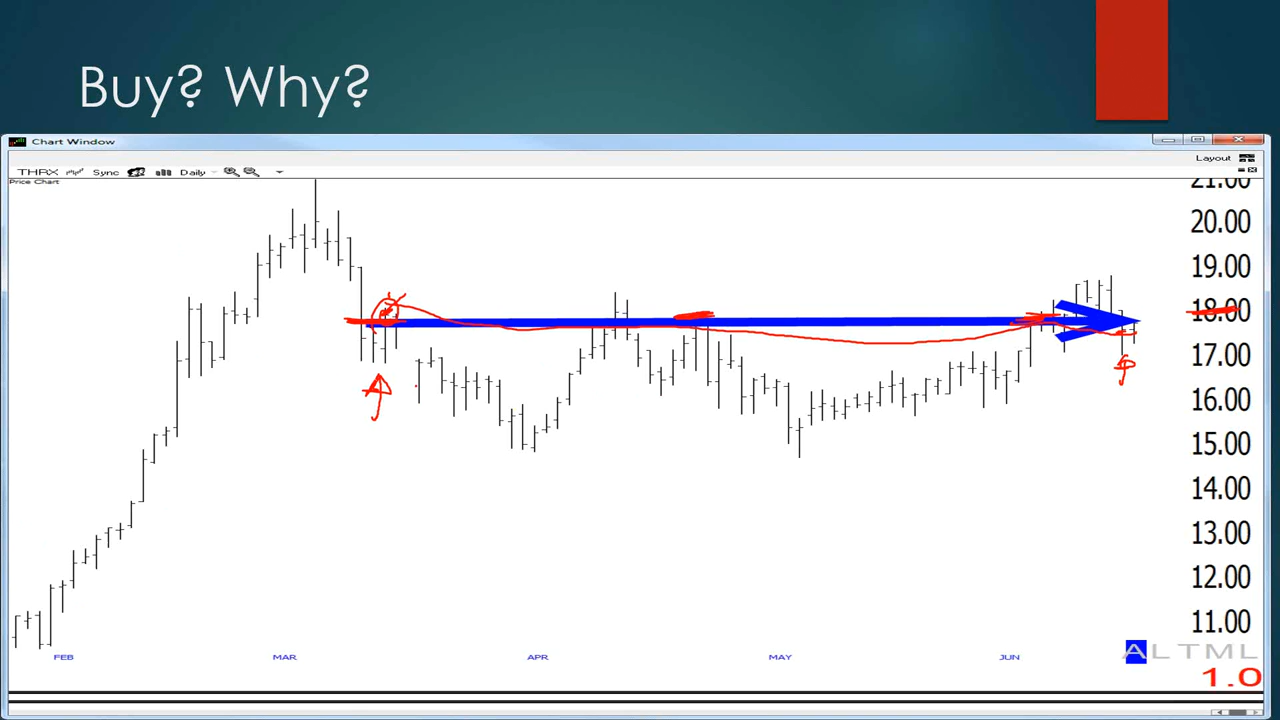 Buy? Why?
Chart Window
Layout
THRX Sync Daily
Price Chart
21.00
20.00
19.00
18.00
17.00
16.00
15.00
14.00
13.00
12.00
11.00
FEB MAR APR MAY JUN
ALTML
1.0